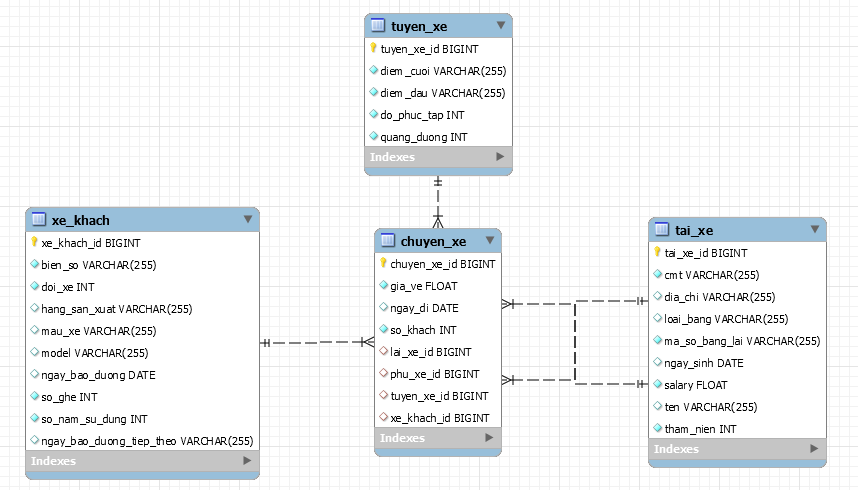 tuyen_xe
tuyen_xe_id BIGINT
diem_cuoi VARCHAR(255)
diem_dau VARCHAR(255)
do_phuc_tap INT
quang_duong INT
Indexes
xe_khach
xe_khach_id BIGINT
bien_so VARCHAR(255)
doi_xe INT
hang_san_xuat VARCHAR(255)
mau_xe VARCHAR(255)
model VARCHAR(255)
ngay_bao_duong DATE
so_ghe INT
so_nam_su_dung INT
ngay_bao_duong_tiep_theo VARCHAR(255)
Indexes
chuyen_xe
chuyen_xe_id BIGINT
gia_ve FLOAT
ngay_di DATE
so_khach INT
lai_xe_id BIGINT
phu_xe_id BIGINT
tuyen_xe_id BIGINT
xe_khach_id BIGINT
Indexes
tai_xe
tai_xe_id BIGINT
cmt VARCHAR(255)
dia_chi VARCHAR(255)
loai_bang VARCHAR(255)
ma_so_bang_lai VARCHAR(255)
ngay_sinh DATE
salary FLOAT
ten VARCHAR(255)
tham_nien INT
Indexes